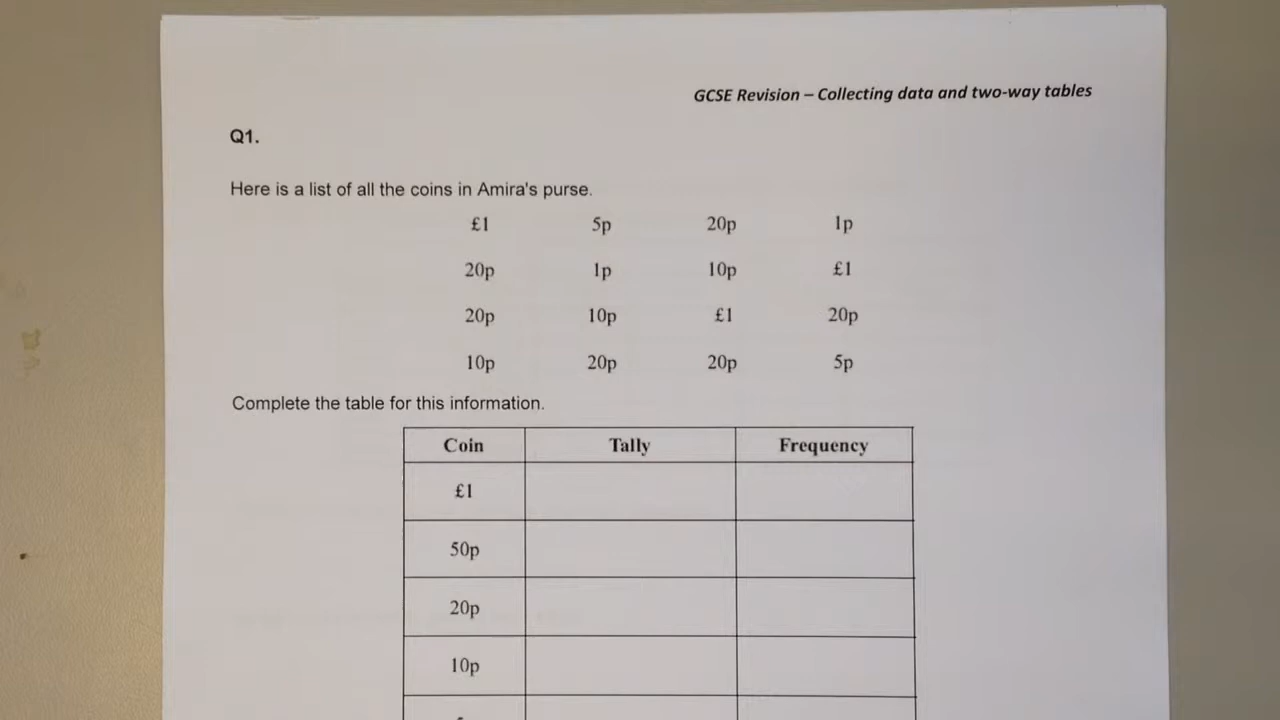 GCSE Revision – Collecting data and two-way tables
Q1.
Here is a list of all the coins in Amira's purse.
£1 5p 20p 1p
20p 1p 10p £1
20p 10p £1 20p
10p 20p 20p 5p
Complete the table for this information.
Coin Tally Frequency
£1
50p
20p
10p